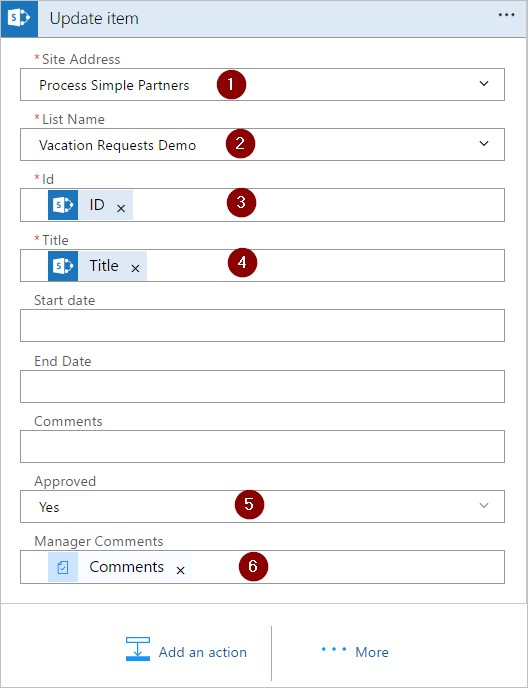 Update item
* Site Address
Process Simple Partners 1
* List Name
Vacation Requests Demo 2
* Id
ID × 3
* Title
Title × 4
Start date
End Date
Comments
Approved
Yes 5
Manager Comments
Comments × 6
Add an action
More